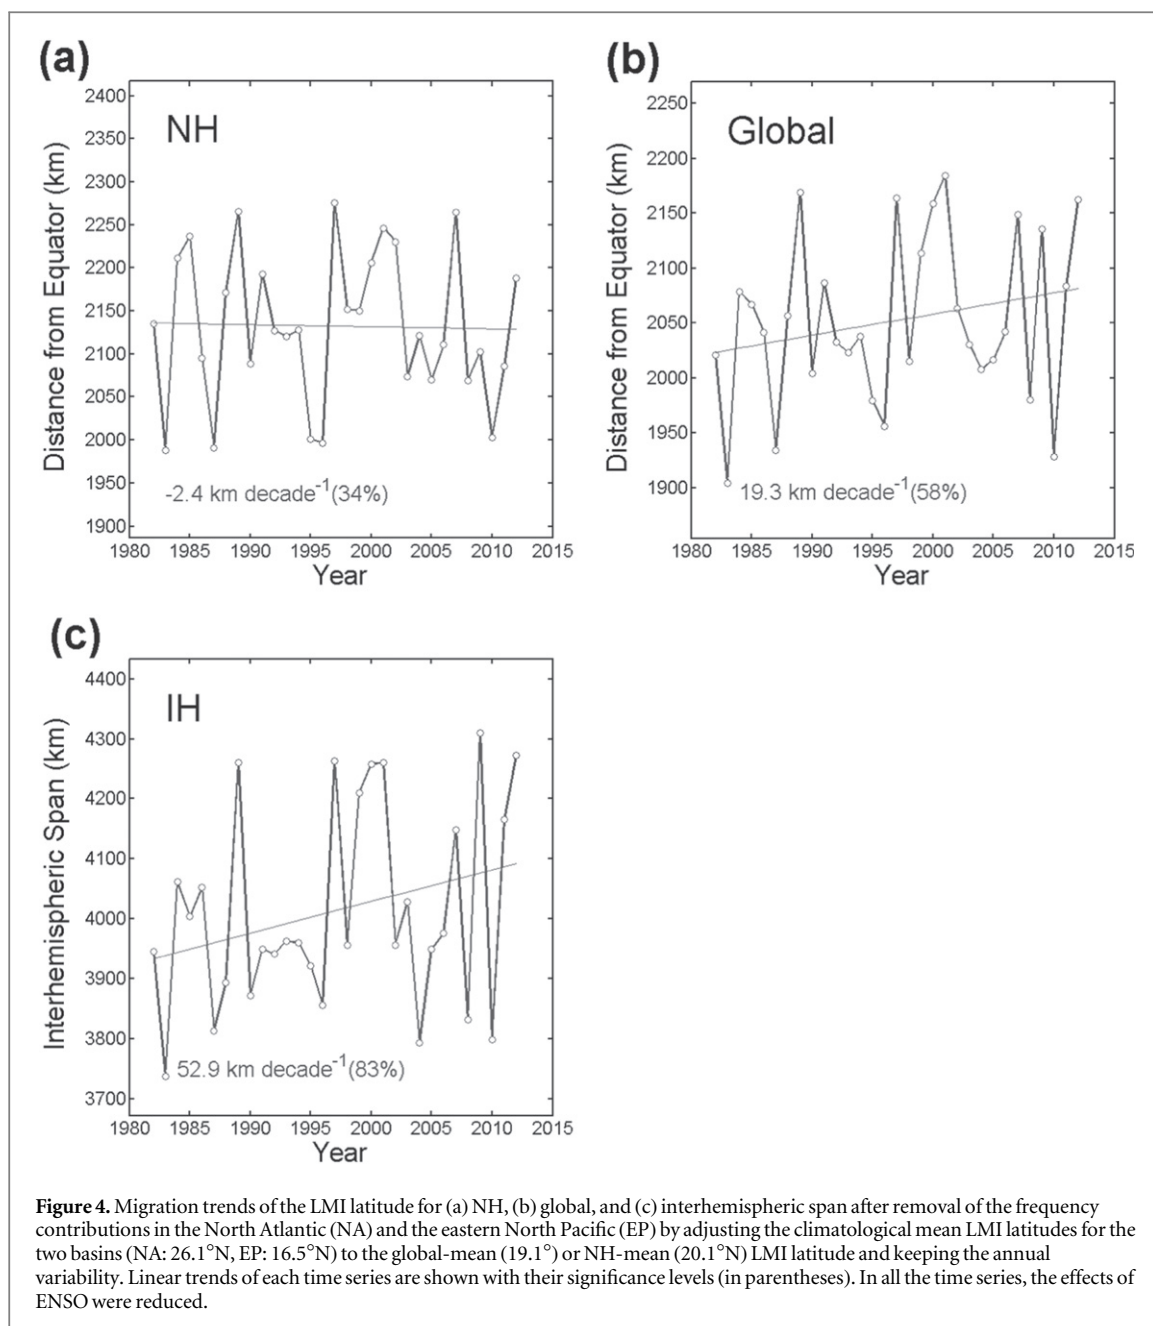 (a)
NH
Distance from Equator (km)
2400
2350
2300
2250
2200
2150
2100
2050
2000
1950
1900
-2.4 km decade⁻¹(34%)
1980 1985 1990 1995 2000 2005 2010 2015
Year
(b)
Global
Distance from Equator (km)
2250
2200
2150
2100
2050
2000
1950
1900
19.3 km decade⁻¹(58%)
1980 1985 1990 1995 2000 2005 2010 2015
Year
(c)
IH
Interhemispheric Span (km)
4400
4300
4200
4100
4000
3900
3800
3700
52.9 km decade⁻¹(83%)
1980 1985 1990 1995 2000 2005 2010 2015
Year
Figure 4. Migration trends of the LMI latitude for (a) NH, (b) global, and (c) interhemispheric span after removal of the frequency
contributions in the North Atlantic (NA) and the eastern North Pacific (EP) by adjusting the climatological mean LMI latitudes for the
two basins (NA: 26.1°N, EP: 16.5°N) to the global-mean (19.1°) or NH-mean (20.1°N) LMI latitude and keeping the annual
variability. Linear trends of each time series are shown with their significance levels (in parentheses). In all the time series, the effects of
ENSO were reduced.